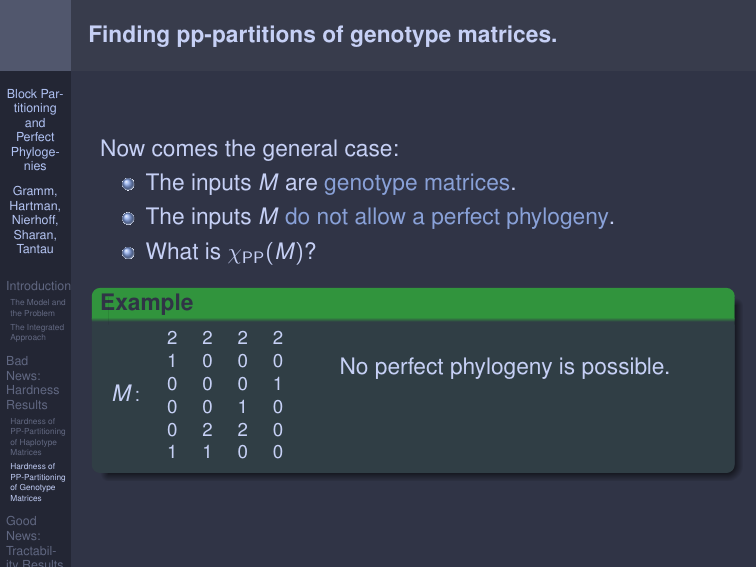 Finding pp-partitions of genotype matrices.
Block Par-
titioning
and
Perfect
Phyloge-
nies
Gramm,
Hartman,
Nierhoff,
Sharan,
Tantau
Introduction
The Model and
the Problem
The Integrated
Approach
Bad
News:
Hardness
Results
Hardness of
PP-Partitioning
of Haplotype
Matrices
Hardness of
PP-Partitioning
of Genotype
Matrices
Good
News:
Tractabil-
ity Results
Now comes the general case:
The inputs M are genotype matrices.
The inputs M do not allow a perfect phylogeny.
What is χPP(M)?
Example
M:
2 2 2 2
1 0 0 0
0 0 0 1
0 0 1 0
0 2 2 0
1 1 0 0
No perfect phylogeny is possible.